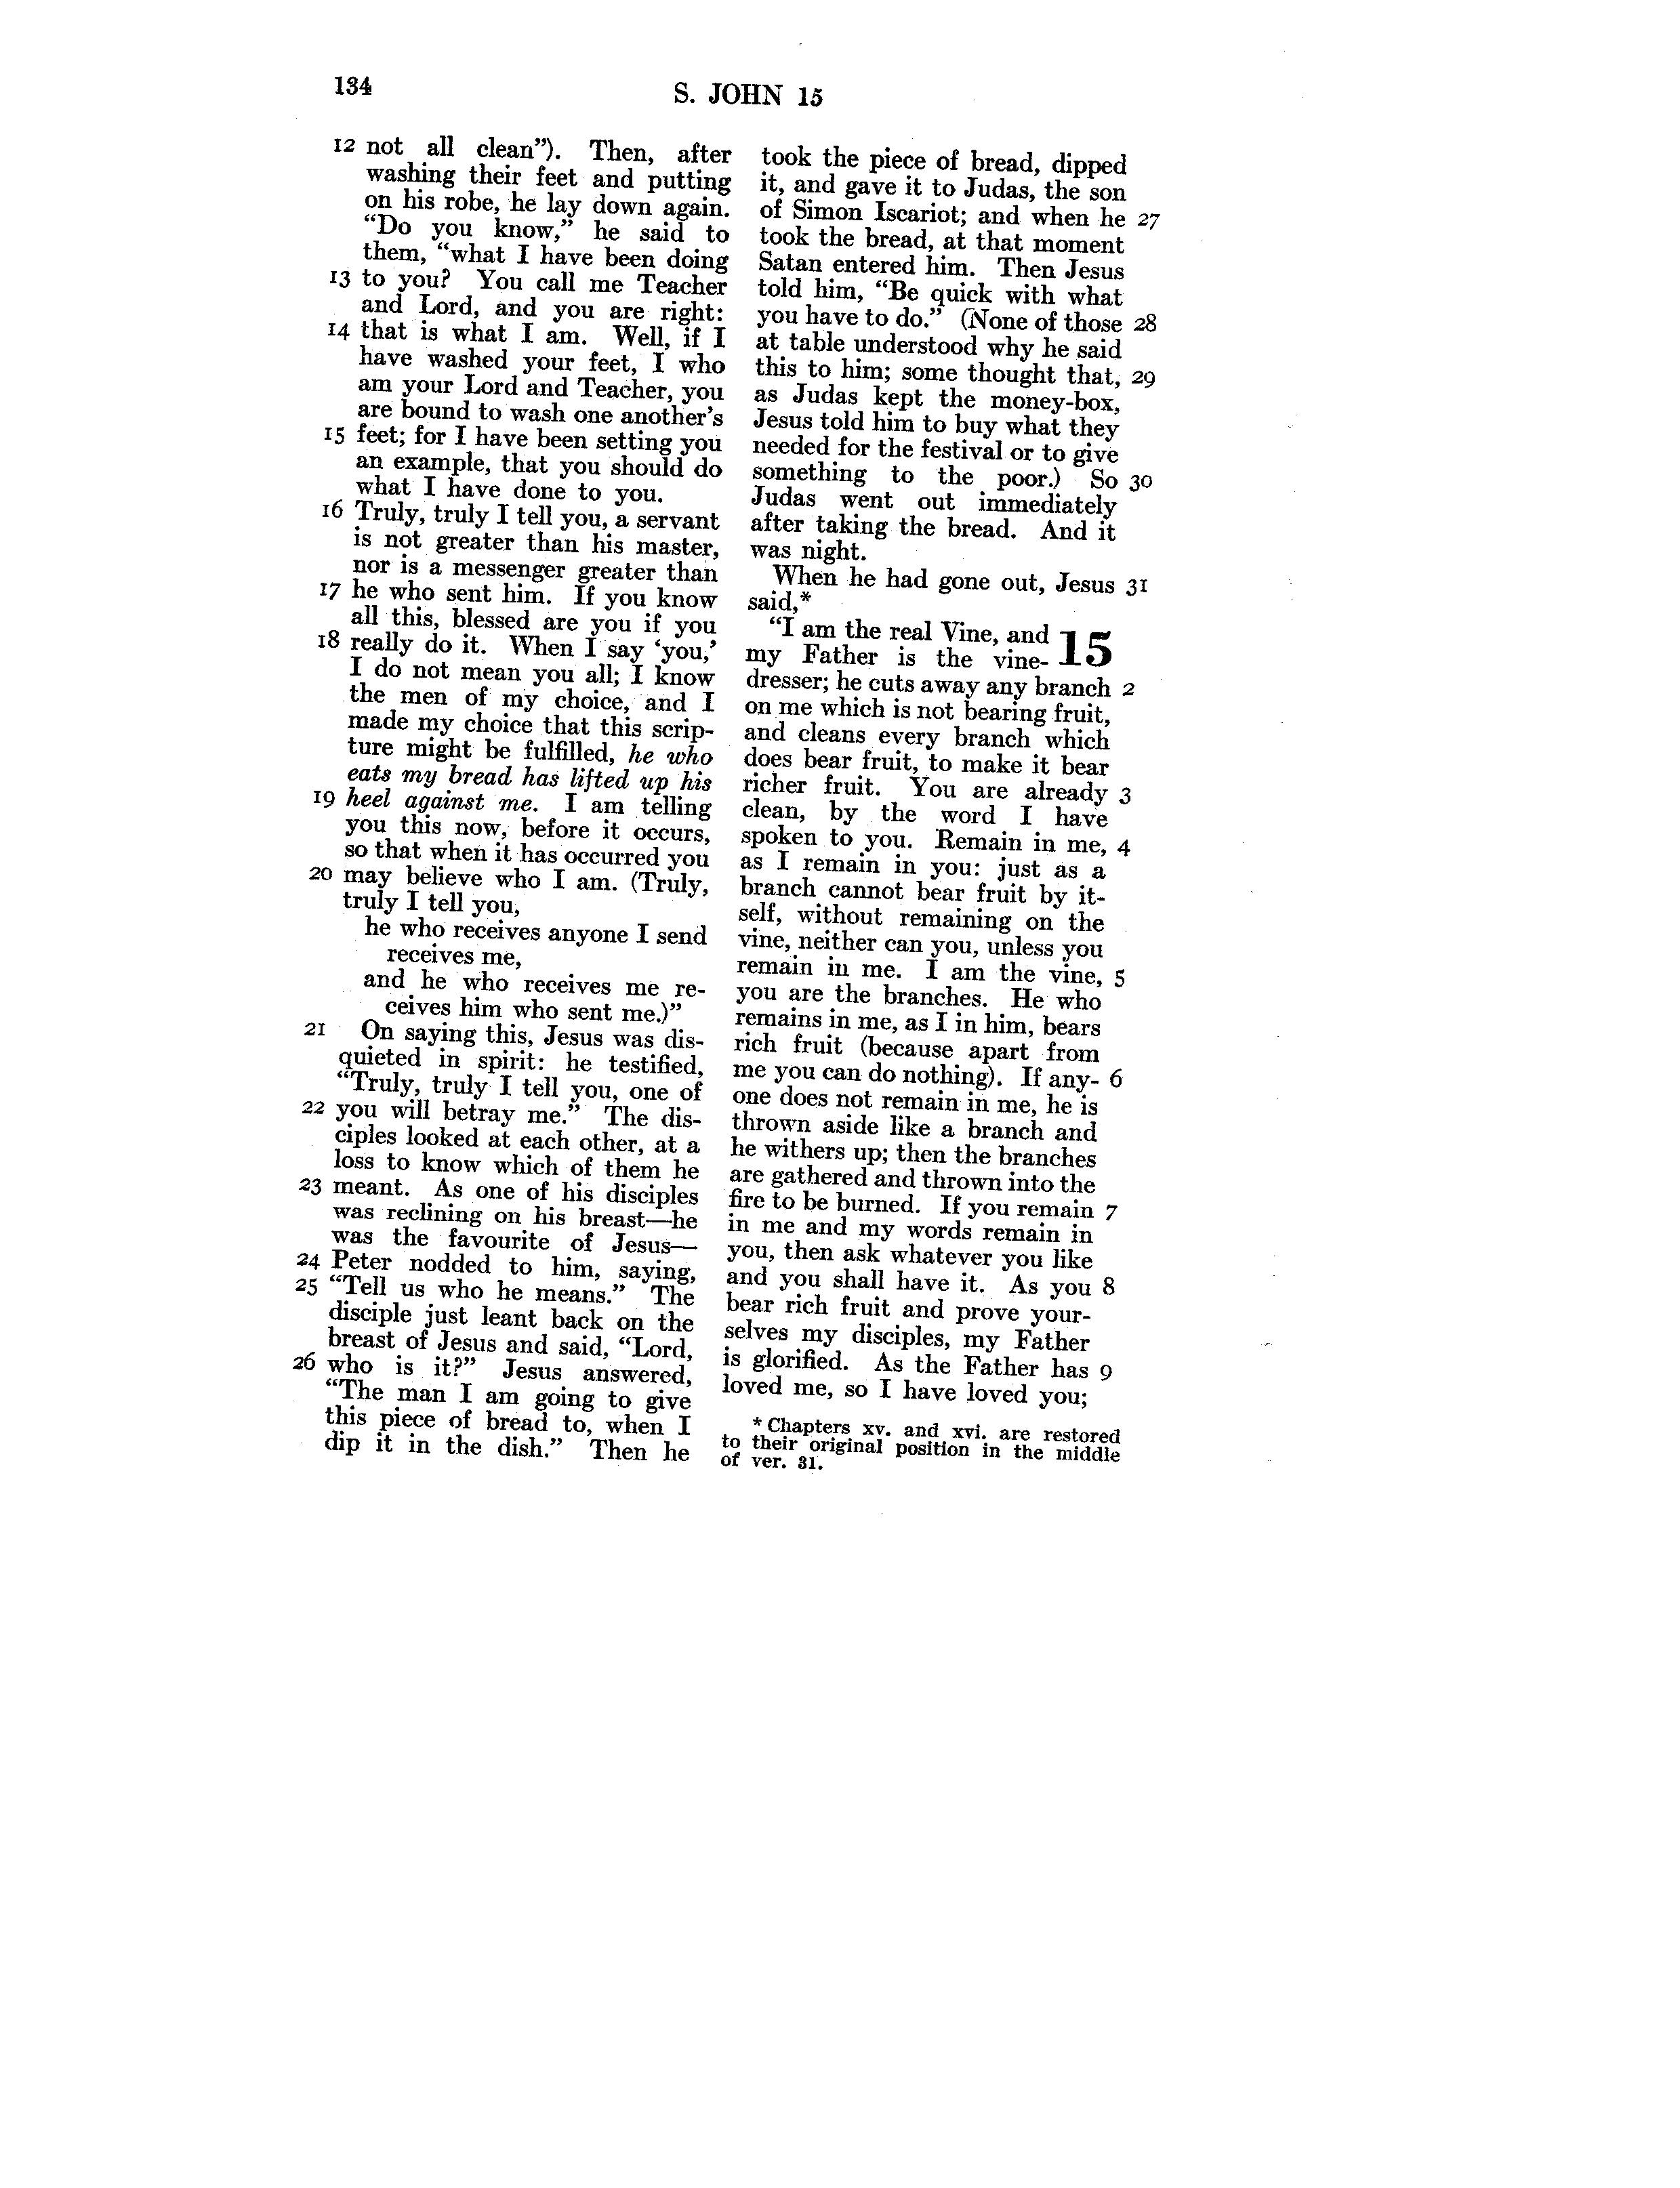 134
S. JOHN 15
12 not all clean”). Then, after
washing their feet and putting
on his robe, he lay down again.
“Do you know,” he said to
them, “what I have been doing
13 to you? You call me Teacher
and Lord, and you are right:
14 that is what I am. Well, if I
have washed your feet, I who
am your Lord and Teacher, you
are bound to wash one another’s
15 feet; for I have been setting you
an example, that you should do
what I have done to you.
16 Truly, truly I tell you, a servant
is not greater than his master,
nor is a messenger greater than
17 he who sent him. If you know
all this, blessed are you if you
18 really do it. When I say ‘you,’
I do not mean you all; I know
the men of my choice, and I
made my choice that this scrip-
ture might be fulfilled, he who
eats my bread has lifted up his
19 heel against me. I am telling
you this now, before it occurs,
so that when it has occurred you
20 may believe who I am. (Truly,
truly I tell you,
he who receives anyone I send
receives me,
and he who receives me re-
ceives him who sent me.)”
21 On saying this, Jesus was dis-
quieted in spirit: he testified,
“Truly, truly I tell you, one of
22 you will betray me.” The dis-
ciples looked at each other, at a
loss to know which of them he
23 meant. As one of his disciples
was reclining on his breast—he
was the favourite of Jesus—
24 Peter nodded to him, saying,
25 “Tell us who he means.” The
disciple just leant back on the
breast of Jesus and said, “Lord,
26 who is it?” Jesus answered,
“The man I am going to give
this piece of bread to, when I
dip it in the dish.” Then he
took the piece of bread, dipped
it, and gave it to Judas, the son
of Simon Iscariot; and when he 27
took the bread, at that moment
Satan entered him. Then Jesus
told him, “Be quick with what
you have to do.” (None of those 28
at table understood why he said
this to him; some thought that, 29
as Judas kept the money-box,
Jesus told him to buy what they
needed for the festival or to give
something to the poor.) So 30
Judas went out immediately
after taking the bread. And it
was night.
When he had gone out, Jesus 31
said,*
“I am the real Vine, and 15
my Father is the vine-
dresser; he cuts away any branch 2
on me which is not bearing fruit,
and cleans every branch which
does bear fruit, to make it bear
richer fruit. You are already 3
clean, by the word I have
spoken to you. Remain in me, 4
as I remain in you: just as a
branch cannot bear fruit by it-
self, without remaining on the
vine, neither can you, unless you
remain in me. I am the vine, 5
you are the branches. He who
remains in me, as I in him, bears
rich fruit (because apart from
me you can do nothing). If any- 6
one does not remain in me, he is
thrown aside like a branch and
he withers up; then the branches
are gathered and thrown into the
fire to be burned. If you remain 7
in me and my words remain in
you, then ask whatever you like
and you shall have it. As you 8
bear rich fruit and prove your-
selves my disciples, my Father
is glorified. As the Father has 9
loved me, so I have loved you;
* Chapters xv. and xvi. are restored
to their original position in the middle
of ver. 31.